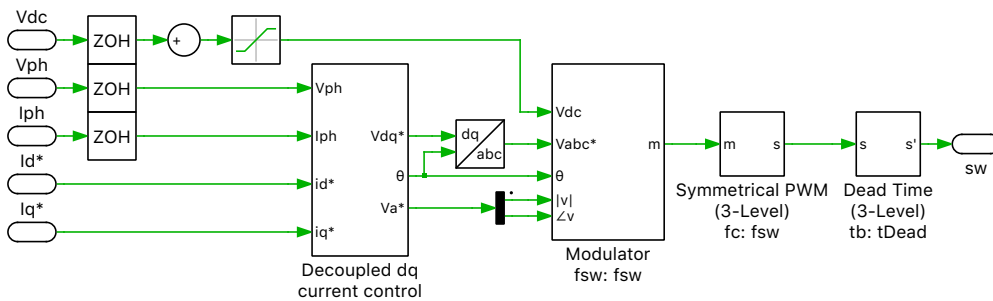 Vdc
ZOH
+
Vph
ZOH
Vph
Iph
ZOH
Iph
Vdq*
dq
abc
Vdc
Vabc*
m
m
s
s
s'
sw
Id*
id*
θ
θ
Va*
|v|
∠v
Iq*
iq*
Decoupled dq
current control
Modulator
fsw: fsw
Symmetrical PWM
(3-Level)
fc: fsw
Dead Time
(3-Level)
tb: tDead